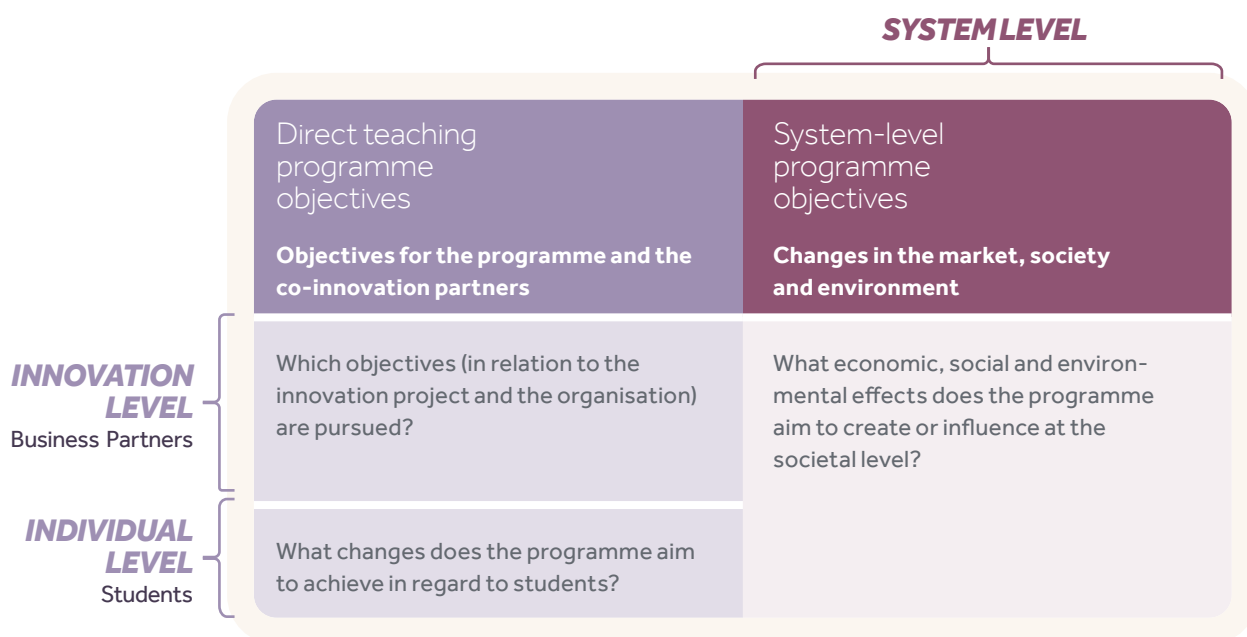 SYSTEM LEVEL
Direct teaching
programme
objectives
Objectives for the programme and the
co-innovation partners
System-level
programme
objectives
Changes in the market, society
and environment
INNOVATION
LEVEL
Business Partners
Which objectives (in relation to the
innovation project and the organisation)
are pursued?
What economic, social and environ-
mental effects does the programme
aim to create or influence at the
societal level?
INDIVIDUAL
LEVEL
Students
What changes does the programme aim
to achieve in regard to students?